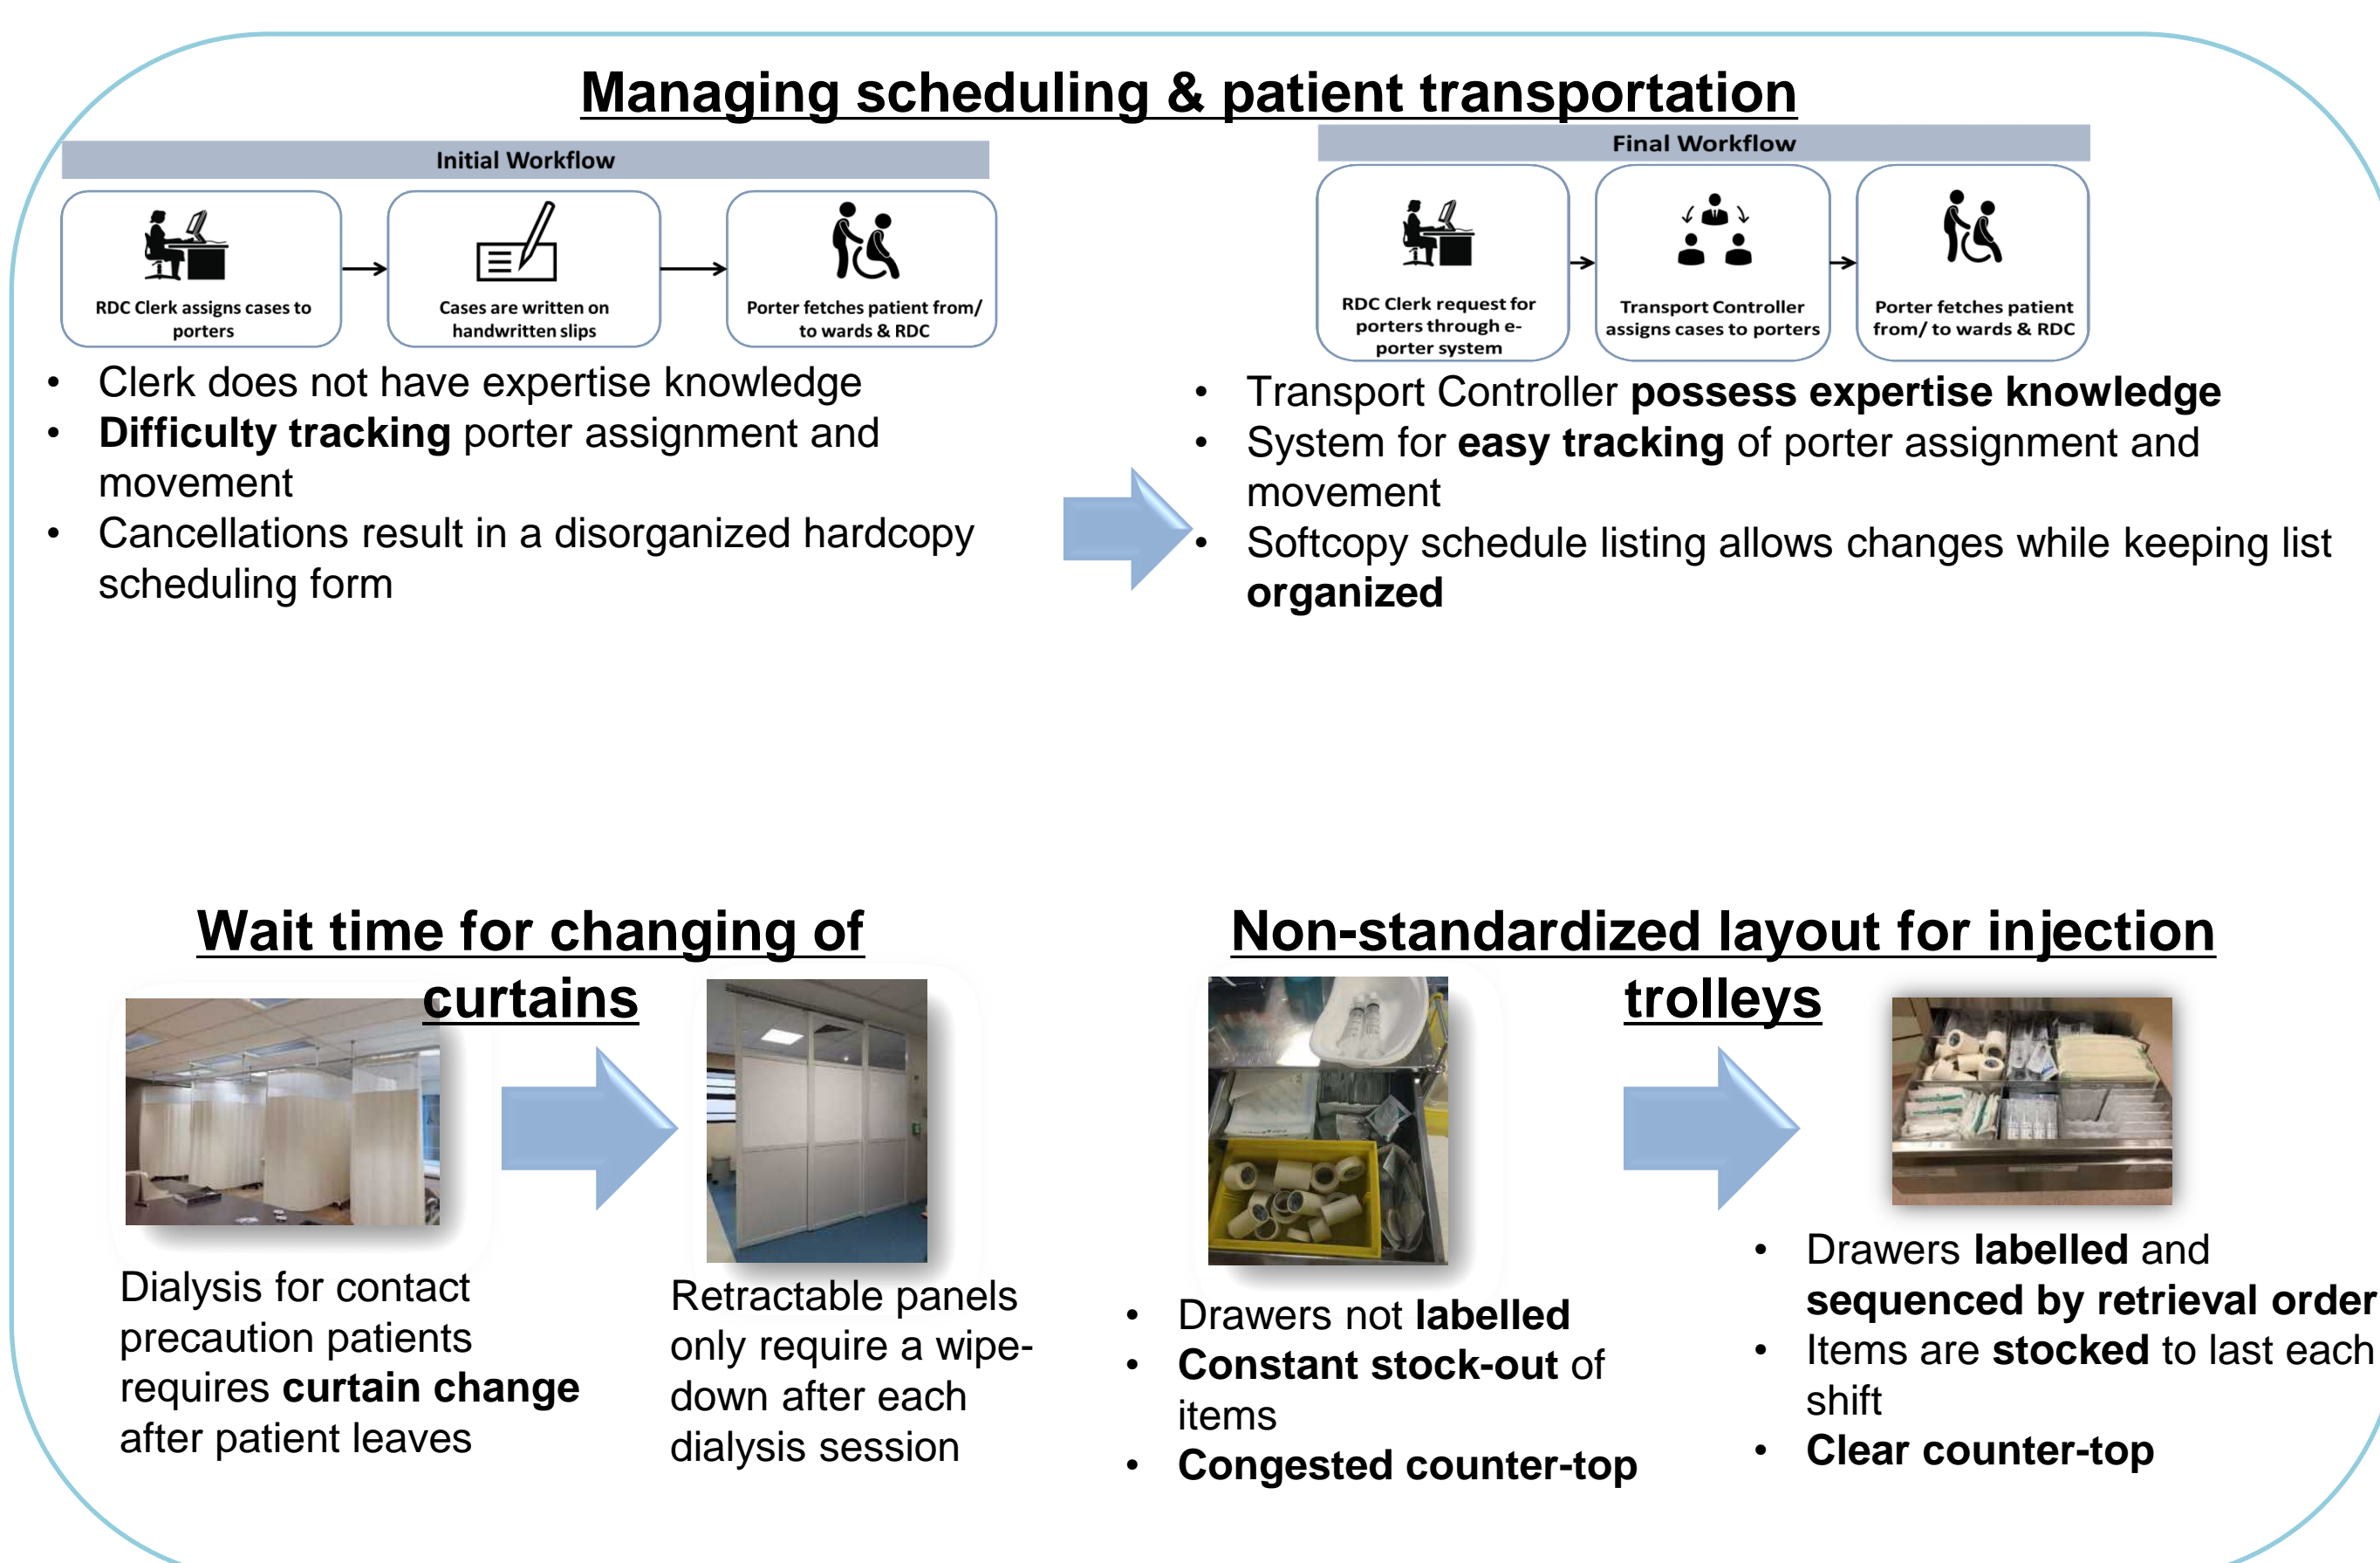 Managing scheduling & patient transportation
Initial Workflow
RDC Clerk assigns cases to
porters
Cases are written on
handwritten slips
Porter fetches patient from/
to wards & RDC
• Clerk does not have expertise knowledge
• Difficulty tracking porter assignment and
movement
• Cancellations result in a disorganized hardcopy
scheduling form
Final Workflow
RDC Clerk request for
porters through e-
porter system
Transport Controller
assigns cases to porters
Porter fetches patient
from/ to wards & RDC
• Transport Controller possess expertise knowledge
• System for easy tracking of porter assignment and
movement
• Softcopy schedule listing allows changes while keeping list
organized
Wait time for changing of
curtains
Dialysis for contact
precaution patients
requires curtain change
after patient leaves
Retractable panels
only require a wipe-
down after each
dialysis session
Non-standardized layout for injection
trolleys
• Drawers not labelled
• Constant stock-out of
items
• Congested counter-top
• Drawers labelled and
sequenced by retrieval order
• Items are stocked to last each
shift
• Clear counter-top